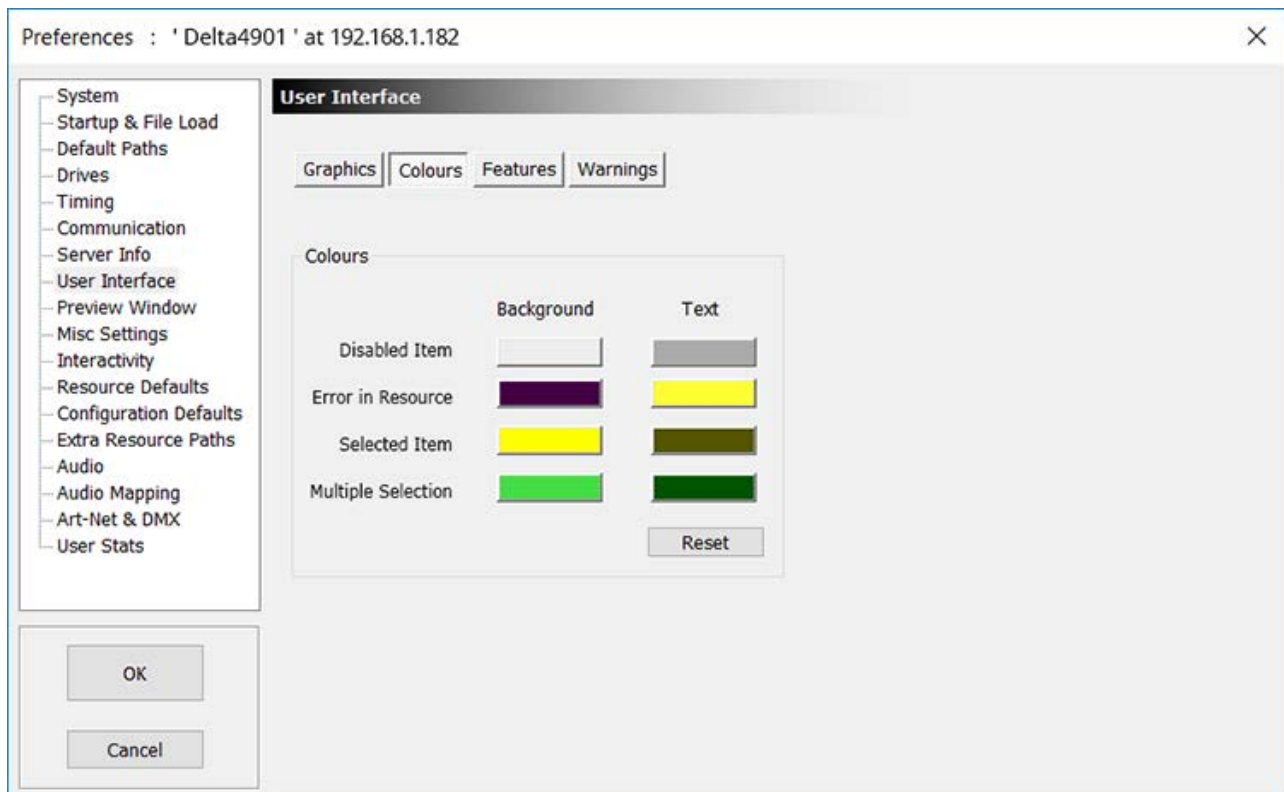 Preferences : ' Delta4901 ' at 192.168.1.182
System
Startup & File Load
Default Paths
Drives
Timing
Communication
Server Info
User Interface
Preview Window
Misc Settings
Interactivity
Resource Defaults
Configuration Defaults
Extra Resource Paths
Audio
Audio Mapping
Art-Net & DMX
User Stats
OK
Cancel
User Interface
Graphics Colours Features Warnings
Colours
Background Text
Disabled Item
Error in Resource
Selected Item
Multiple Selection
Reset